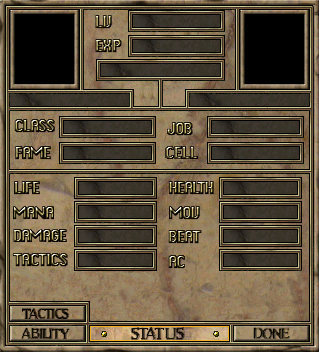 LV
EXP
CLASS JOB
FAME CELL
LIFE HEALTH
MANA MOV
DAMAGE BEAT
TACTICS AC
TACTICS
ABILITY STATUS DONE